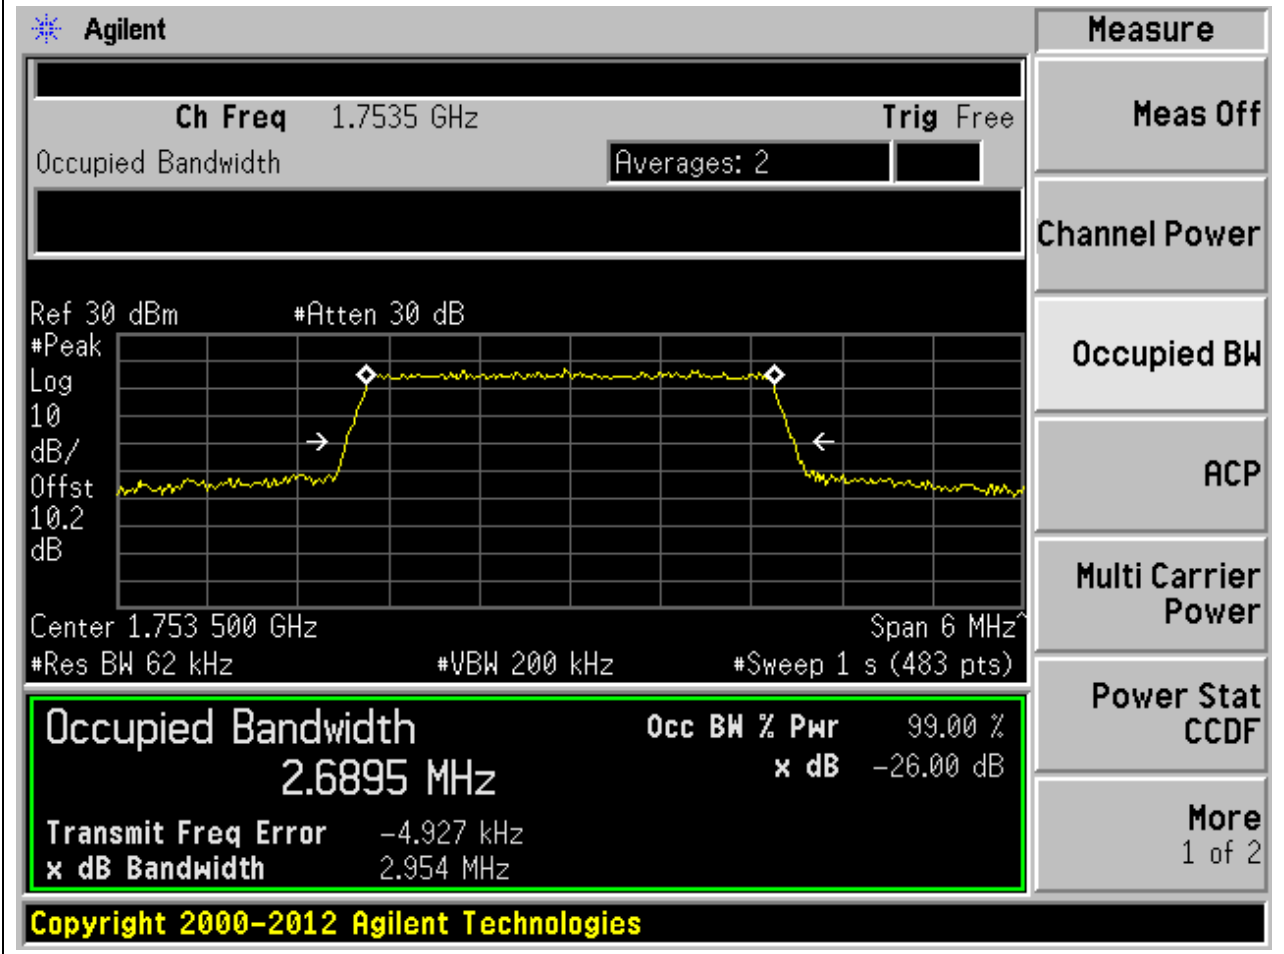 Agilent
Measure
Ch Freq 1.7535 GHz Trig Free
Occupied Bandwidth Averages: 2
Ref 30 dBm #Atten 30 dB
#Peak
Log
10
dB/
Offst
10.2
dB
Center 1.753 500 GHz Span 6 MHz^
#Res BW 62 kHz #VBW 200 kHz #Sweep 1 s (483 pts)
Occupied Bandwidth Occ BW % Pwr 99.00 %
2.6895 MHz x dB -26.00 dB
Transmit Freq Error -4.927 kHz
x dB Bandwidth 2.954 MHz
Meas Off
Channel Power
Occupied BW
ACP
Multi Carrier
Power
Power Stat
CCDF
More
1 of 2
Copyright 2000-2012 Agilent Technologies